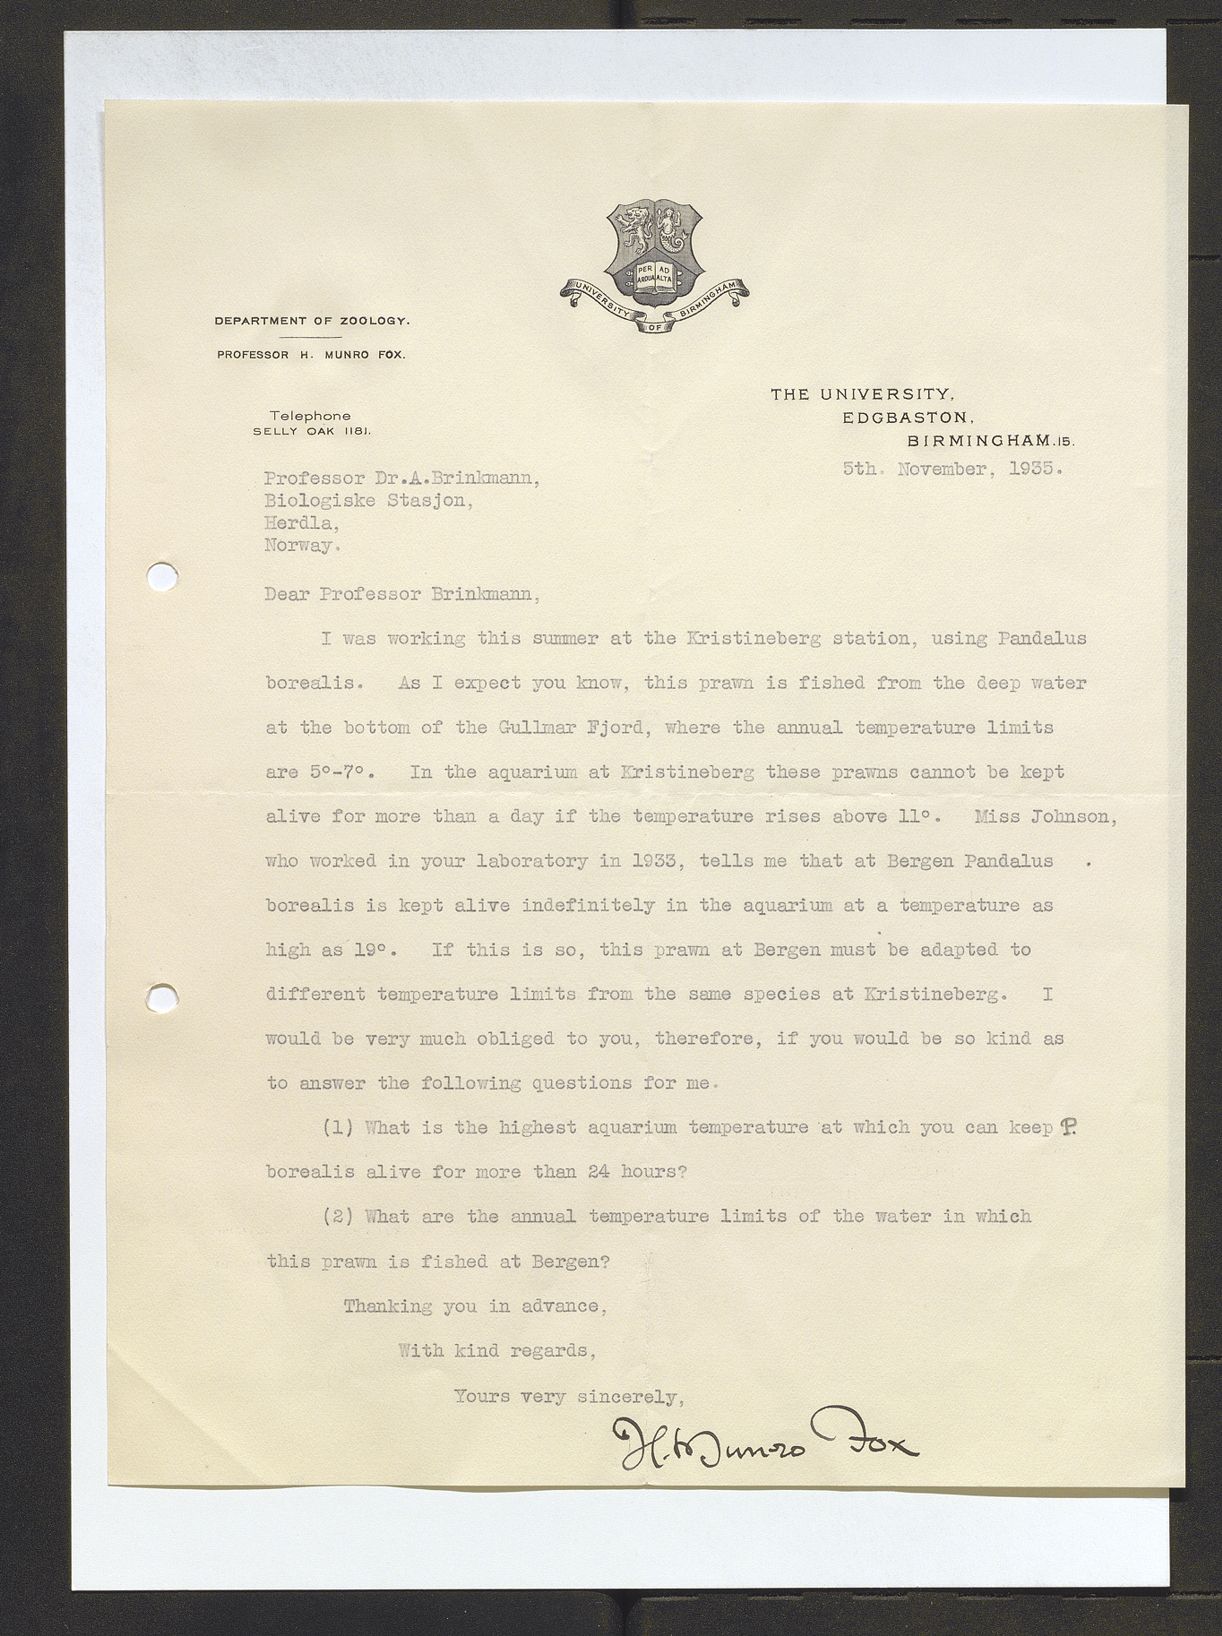 PER ARDUA
AD ALTA
UNIVERSITY OF BIRMINGHAM
DEPARTMENT OF ZOOLOGY.
PROFESSOR H. MUNRO FOX.
Telephone
SELLY OAK 1181.
THE UNIVERSITY,
EDGBASTON,
BIRMINGHAM.15.
5th. November, 1935.
Professor Dr.A.Brinkmann,
Biologiske Stasjon,
Herdla,
Norway.
Dear Professor Brinkmann,
I was working this summer at the Kristineberg station, using Pandalus
borealis. As I expect you know, this prawn is fished from the deep water
at the bottom of the Gullmar Fjord, where the annual temperature limits
are 5°-7°. In the aquarium at Kristineberg these prawns cannot be kept
alive for more than a day if the temperature rises above 11°. Miss Johnson,
who worked in your laboratory in 1933, tells me that at Bergen Pandalus
borealis is kept alive indefinitely in the aquarium at a temperature as
high as 19°. If this is so, this prawn at Bergen must be adapted to
different temperature limits from the same species at Kristineberg. I
would be very much obliged to you, therefore, if you would be so kind as
to answer the following questions for me.
(1) What is the highest aquarium temperature at which you can keep P.
borealis alive for more than 24 hours?
(2) What are the annual temperature limits of the water in which
this prawn is fished at Bergen?
Thanking you in advance,
With kind regards,
Yours very sincerely,
H. Munro Fox